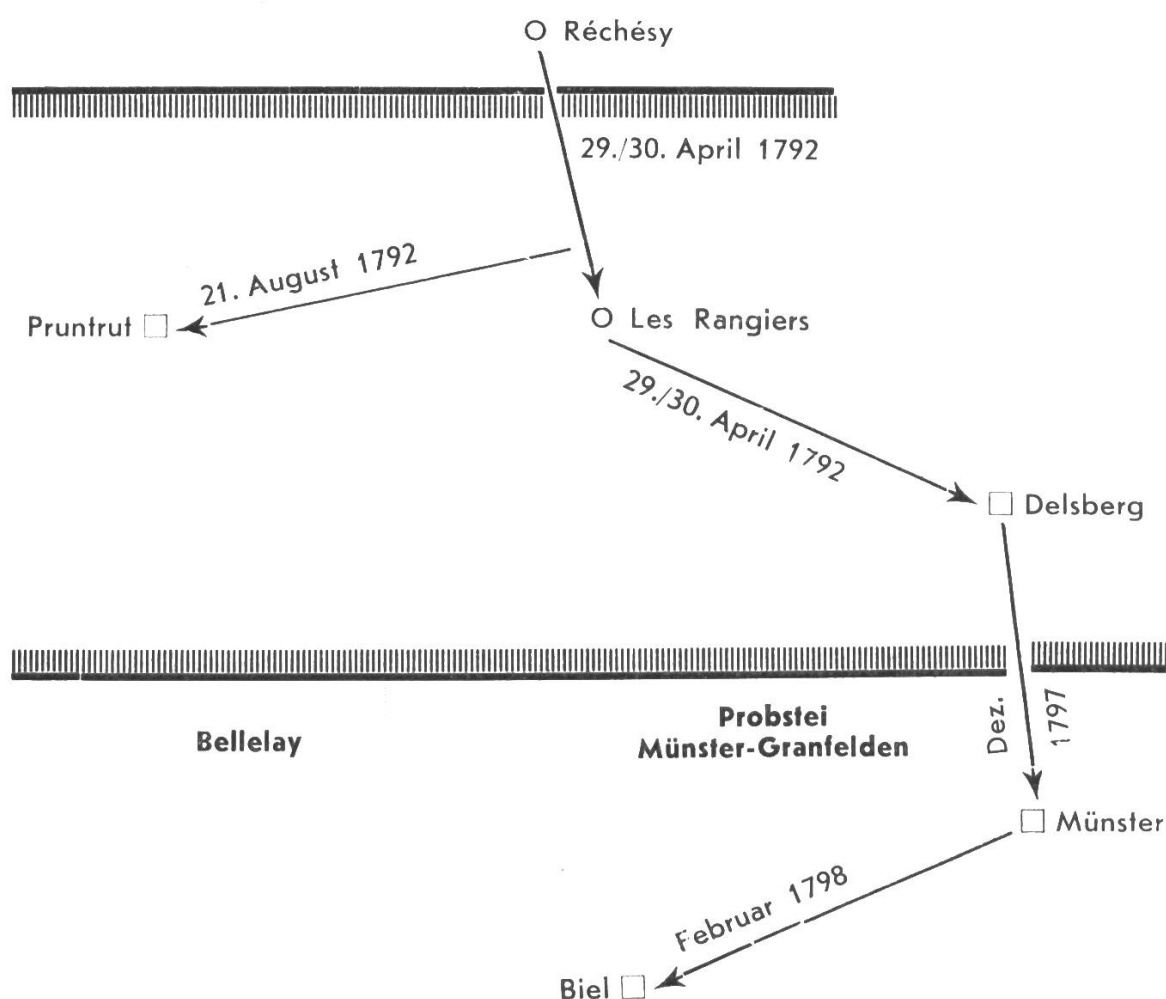 Réchésy
29./30. April 1792
21. August 1792
Pruntrut
Les Rangiers
29./30. April 1792
Delsberg
Bellelay
Probstei
Münster-Granfelden
Dez.
1797
Münster
Februar 1798
Biel